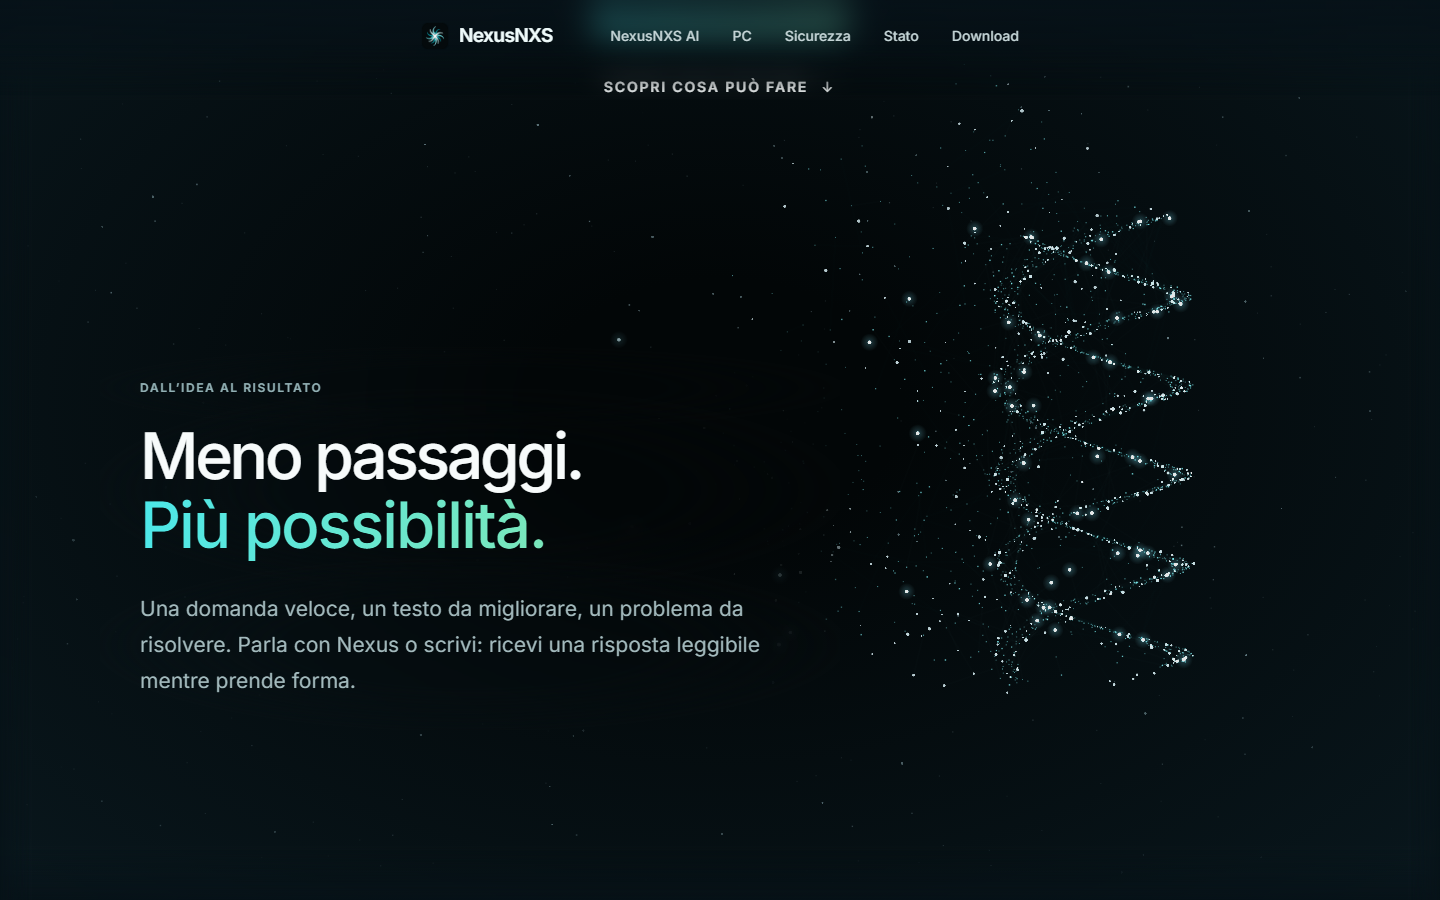 NexusNXS NexusNXS AI PC Sicurezza Stato Download
SCOPRI COSA PUÒ FARE ↓
DALL’IDEA AL RISULTATO
Meno passaggi.
Più possibilità.
Una domanda veloce, un testo da migliorare, un problema da
risolvere. Parla con Nexus o scrivi: ricevi una risposta leggibile
mentre prende forma.